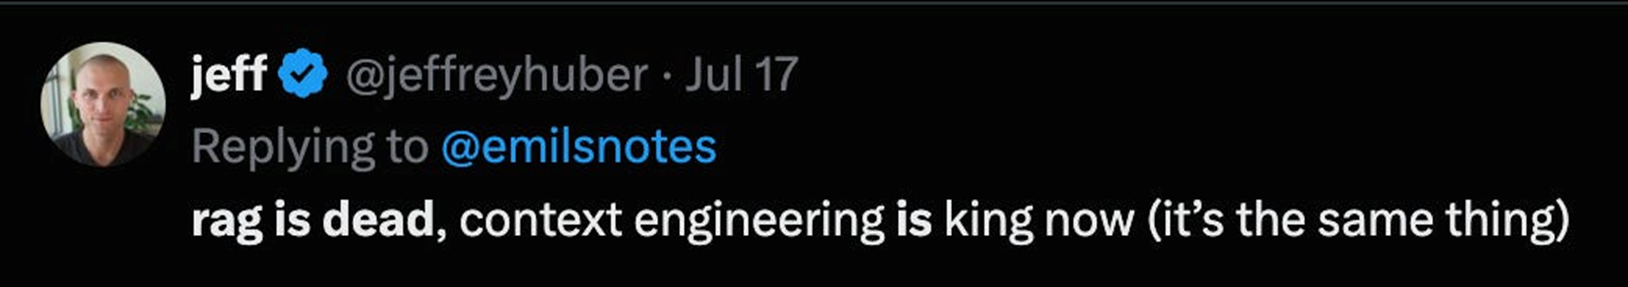 jeff @jeffreyhuber · Jul 17
Replying to @emilsnotes
rag is dead, context engineering is king now (it’s the same thing)